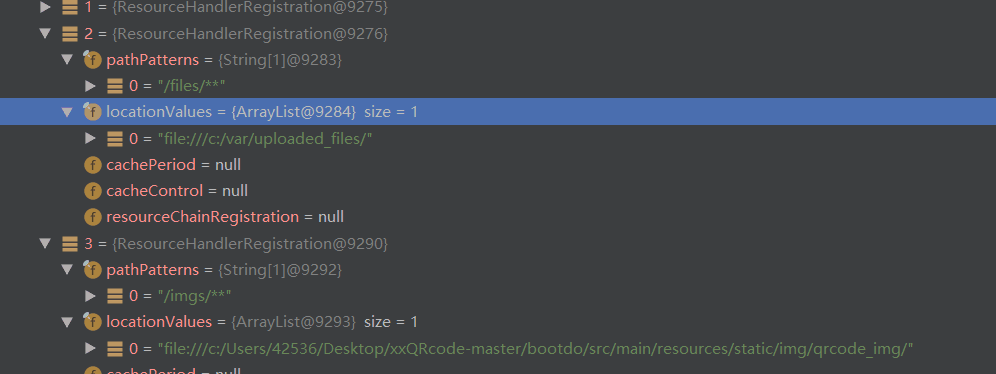 1 = {ResourceHandlerRegistration@9275}
2 = {ResourceHandlerRegistration@9276}
f pathPatterns = {String[1]@9283}
0 = "/files/**"
f locationValues = {ArrayList@9284} size = 1
0 = "file:///c:/var/uploaded_files/"
f cachePeriod = null
f cacheControl = null
f resourceChainRegistration = null
3 = {ResourceHandlerRegistration@9290}
f pathPatterns = {String[1]@9292}
0 = "/imgs/**"
f locationValues = {ArrayList@9293} size = 1
0 = "file:///c:/Users/42536/Desktop/xxQRcode-master/bootdo/src/main/resources/static/img/qrcode_img/"
f cachePeriod = null